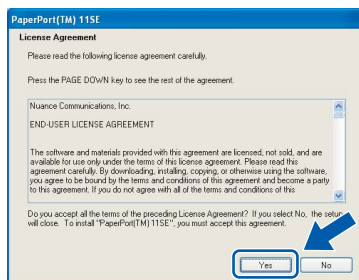 PaperPort(TM) 11SE
License Agreement
Please read the following license agreement carefully.
Press the PAGE DOWN key to see the rest of the agreement.
Nuance Communications, Inc.
END-USER LICENSE AGREEMENT
The software and materials provided with this agreement are licensed, not sold, and are
available for use only under the terms of this license agreement. Please read this
agreement carefully. By downloading, installing, copying, or otherwise using the software,
you agree to be bound by the terms and conditions of this agreement and become a party
to this agreement. If you do not agree with all of the terms and conditions of this
Do you accept all the terms of the preceding License Agreement? If you select No, the setup
will close. To install "PaperPort(TM) 11SE", you must accept this agreement.
Yes
No